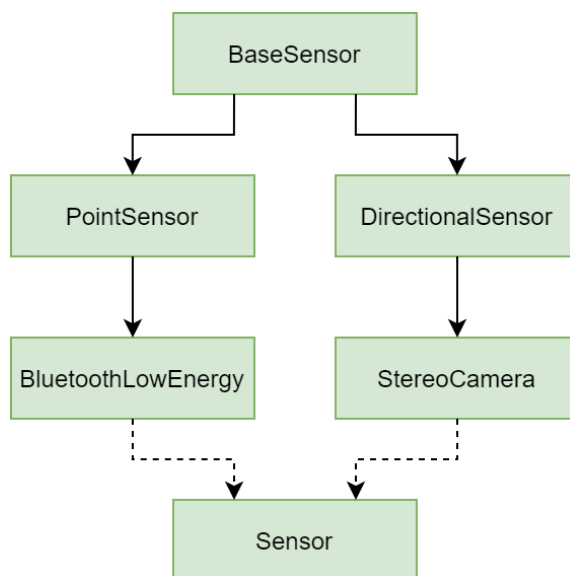 BaseSensor
PointSensor
DirectionalSensor
BluetoothLowEnergy
StereoCamera
Sensor